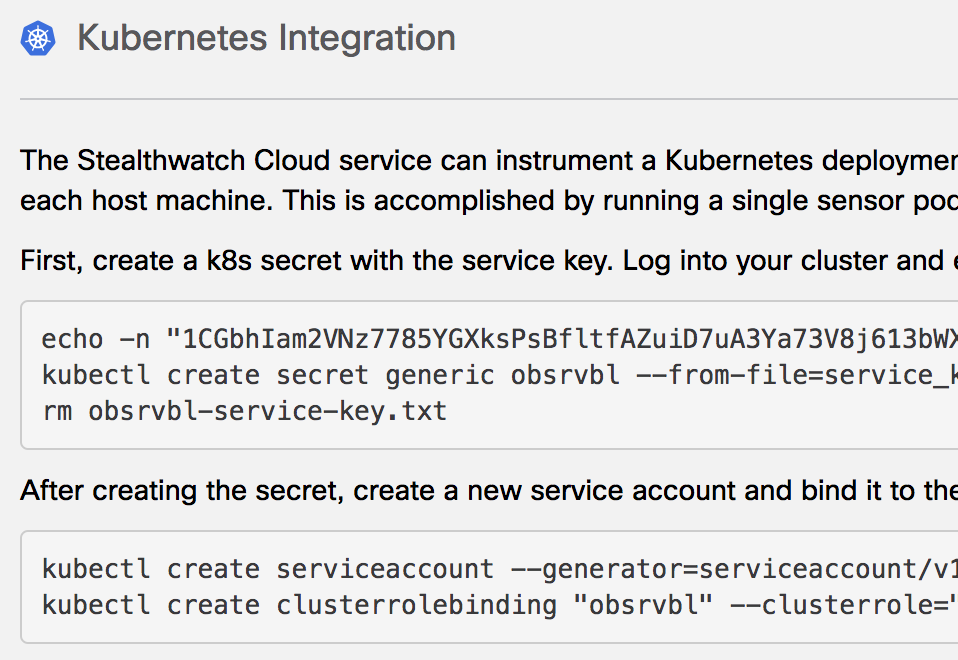 Kubernetes Integration
The Stealthwatch Cloud service can instrument a Kubernetes
each host machine. This is accomplished by running a single sensor
First, create a k8s secret with the service key. Log into your cluster and
echo -n "1CGbhIam2VNz7785YGXksPsBfltfAZuiD7uA3Ya73V8j613bWX
kubectl create secret generic obsrvbl --from-file=service_
rm obsrvbl-service-key.txt
After creating the secret, create a new service account and bind it to the
kubectl create serviceaccount --generator=serviceaccount/v1
kubectl create clusterrolebinding "obsrvbl" --clusterrole="